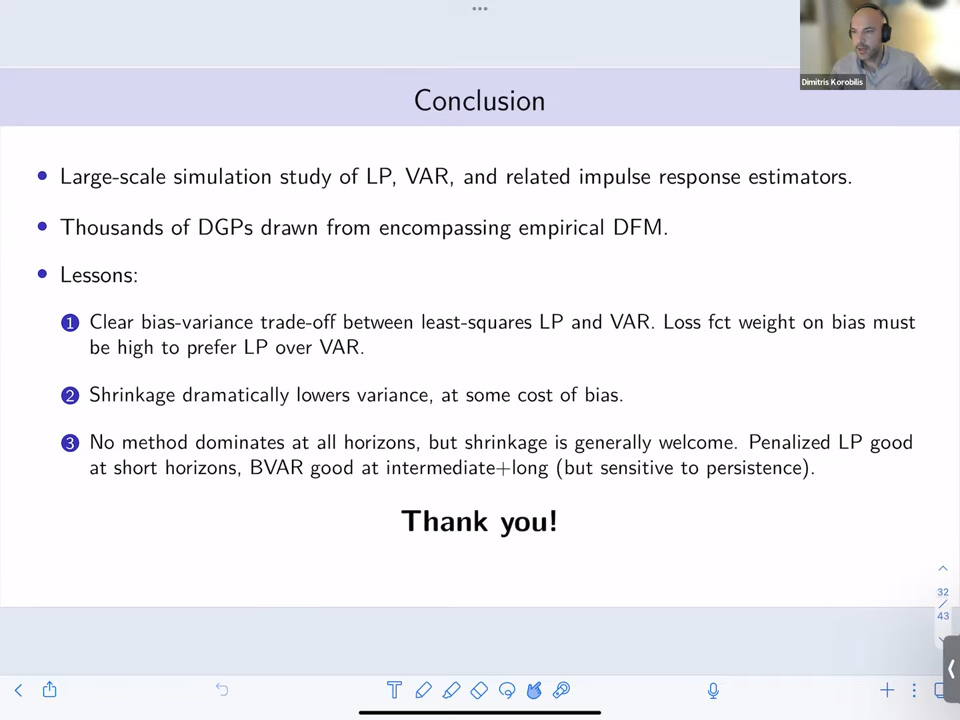 Dimitris Korobilis
Conclusion
• Large-scale simulation study of LP, VAR, and related impulse response estimators.
• Thousands of DGPs drawn from encompassing empirical DFM.
• Lessons:
1 Clear bias-variance trade-off between least-squares LP and VAR. Loss fct weight on bias must
be high to prefer LP over VAR.
2 Shrinkage dramatically lowers variance, at some cost of bias.
3 No method dominates at all horizons, but shrinkage is generally welcome. Penalized LP good
at short horizons, BVAR good at intermediate+long (but sensitive to persistence).
Thank you!
32
/
43